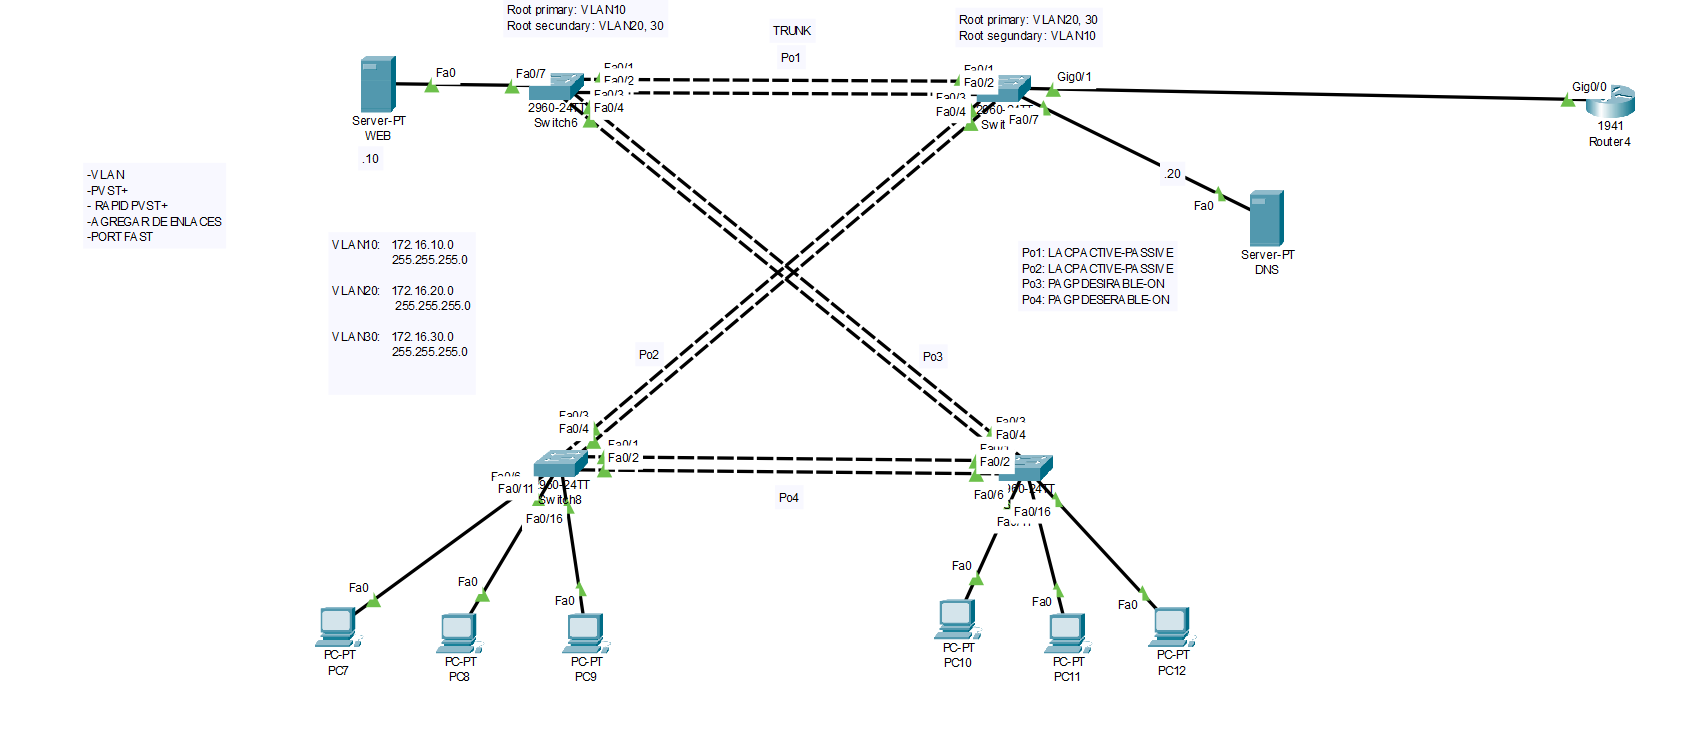 Root primary: VLAN10
Root secundary: VLAN20, 30
TRUNK
Po1
Root primary: VLAN20, 30
Root segundary: VLAN10
Fa0
Fa0/7
Fa0/1
Fa0/2
Fa0/3
Fa0/4
2960-24TT
Switch6
Server-PT
WEB
.10
Fa0/1
Fa0/2
Fa0/3
Fa0/4
2960-
Swit
Fa0/7
Gig0/1
Gig0/0
1941
Router4
.20
Fa0
Server-PT
DNS
-VLAN
-PVST+
- RAPID PVST+
-AGREGAR DE ENLACES
-PORT FAST
VLAN10: 172.16.10.0
255.255.255.0
VLAN20: 172.16.20.0
255.255.255.0
VLAN30: 172.16.30.0
255.255.255.0
Po1: LACP ACTIVE-PASSIVE
Po2: LACP ACTIVE-PASSIVE
Po3: PAGP DESIRABLE-ON
Po4: PAGP DESERABLE-ON
Po2
Po3
Fa0/3
Fa0/4
Fa0/1
Fa0/2
Fa0/6
Fa0/11
960-24TT
Switch8
Fa0/16
Po4
Fa0/3
Fa0/4
Fa0/2
Fa0/6
960-24TT
Fa0/16
Fa0
PC-PT
PC7
Fa0
PC-PT
PC8
Fa0
PC-PT
PC9
Fa0
PC-PT
PC10
Fa0
PC-PT
PC11
Fa0
PC-PT
PC12